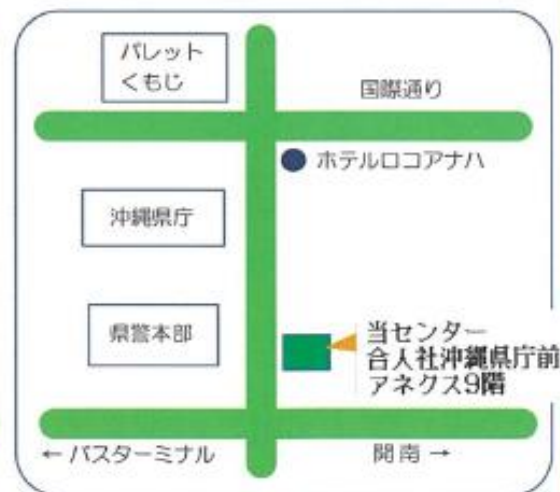 パレット
くもじ
国際通り
ホテルロコアナハ
沖縄県庁
県警本部
当センター
合人社沖縄県庁前
アネクス9階
← バスターミナル
開南 →